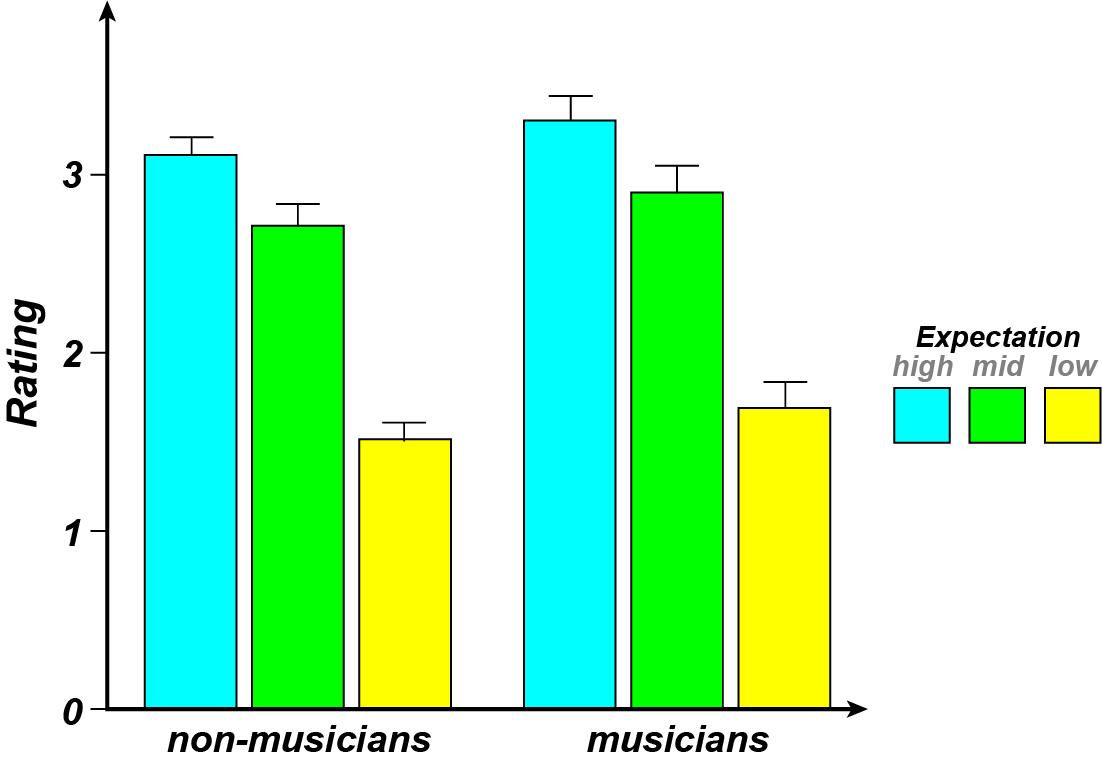 3
2
1
0
Rating
non-musicians
musicians
Expectation
high mid low